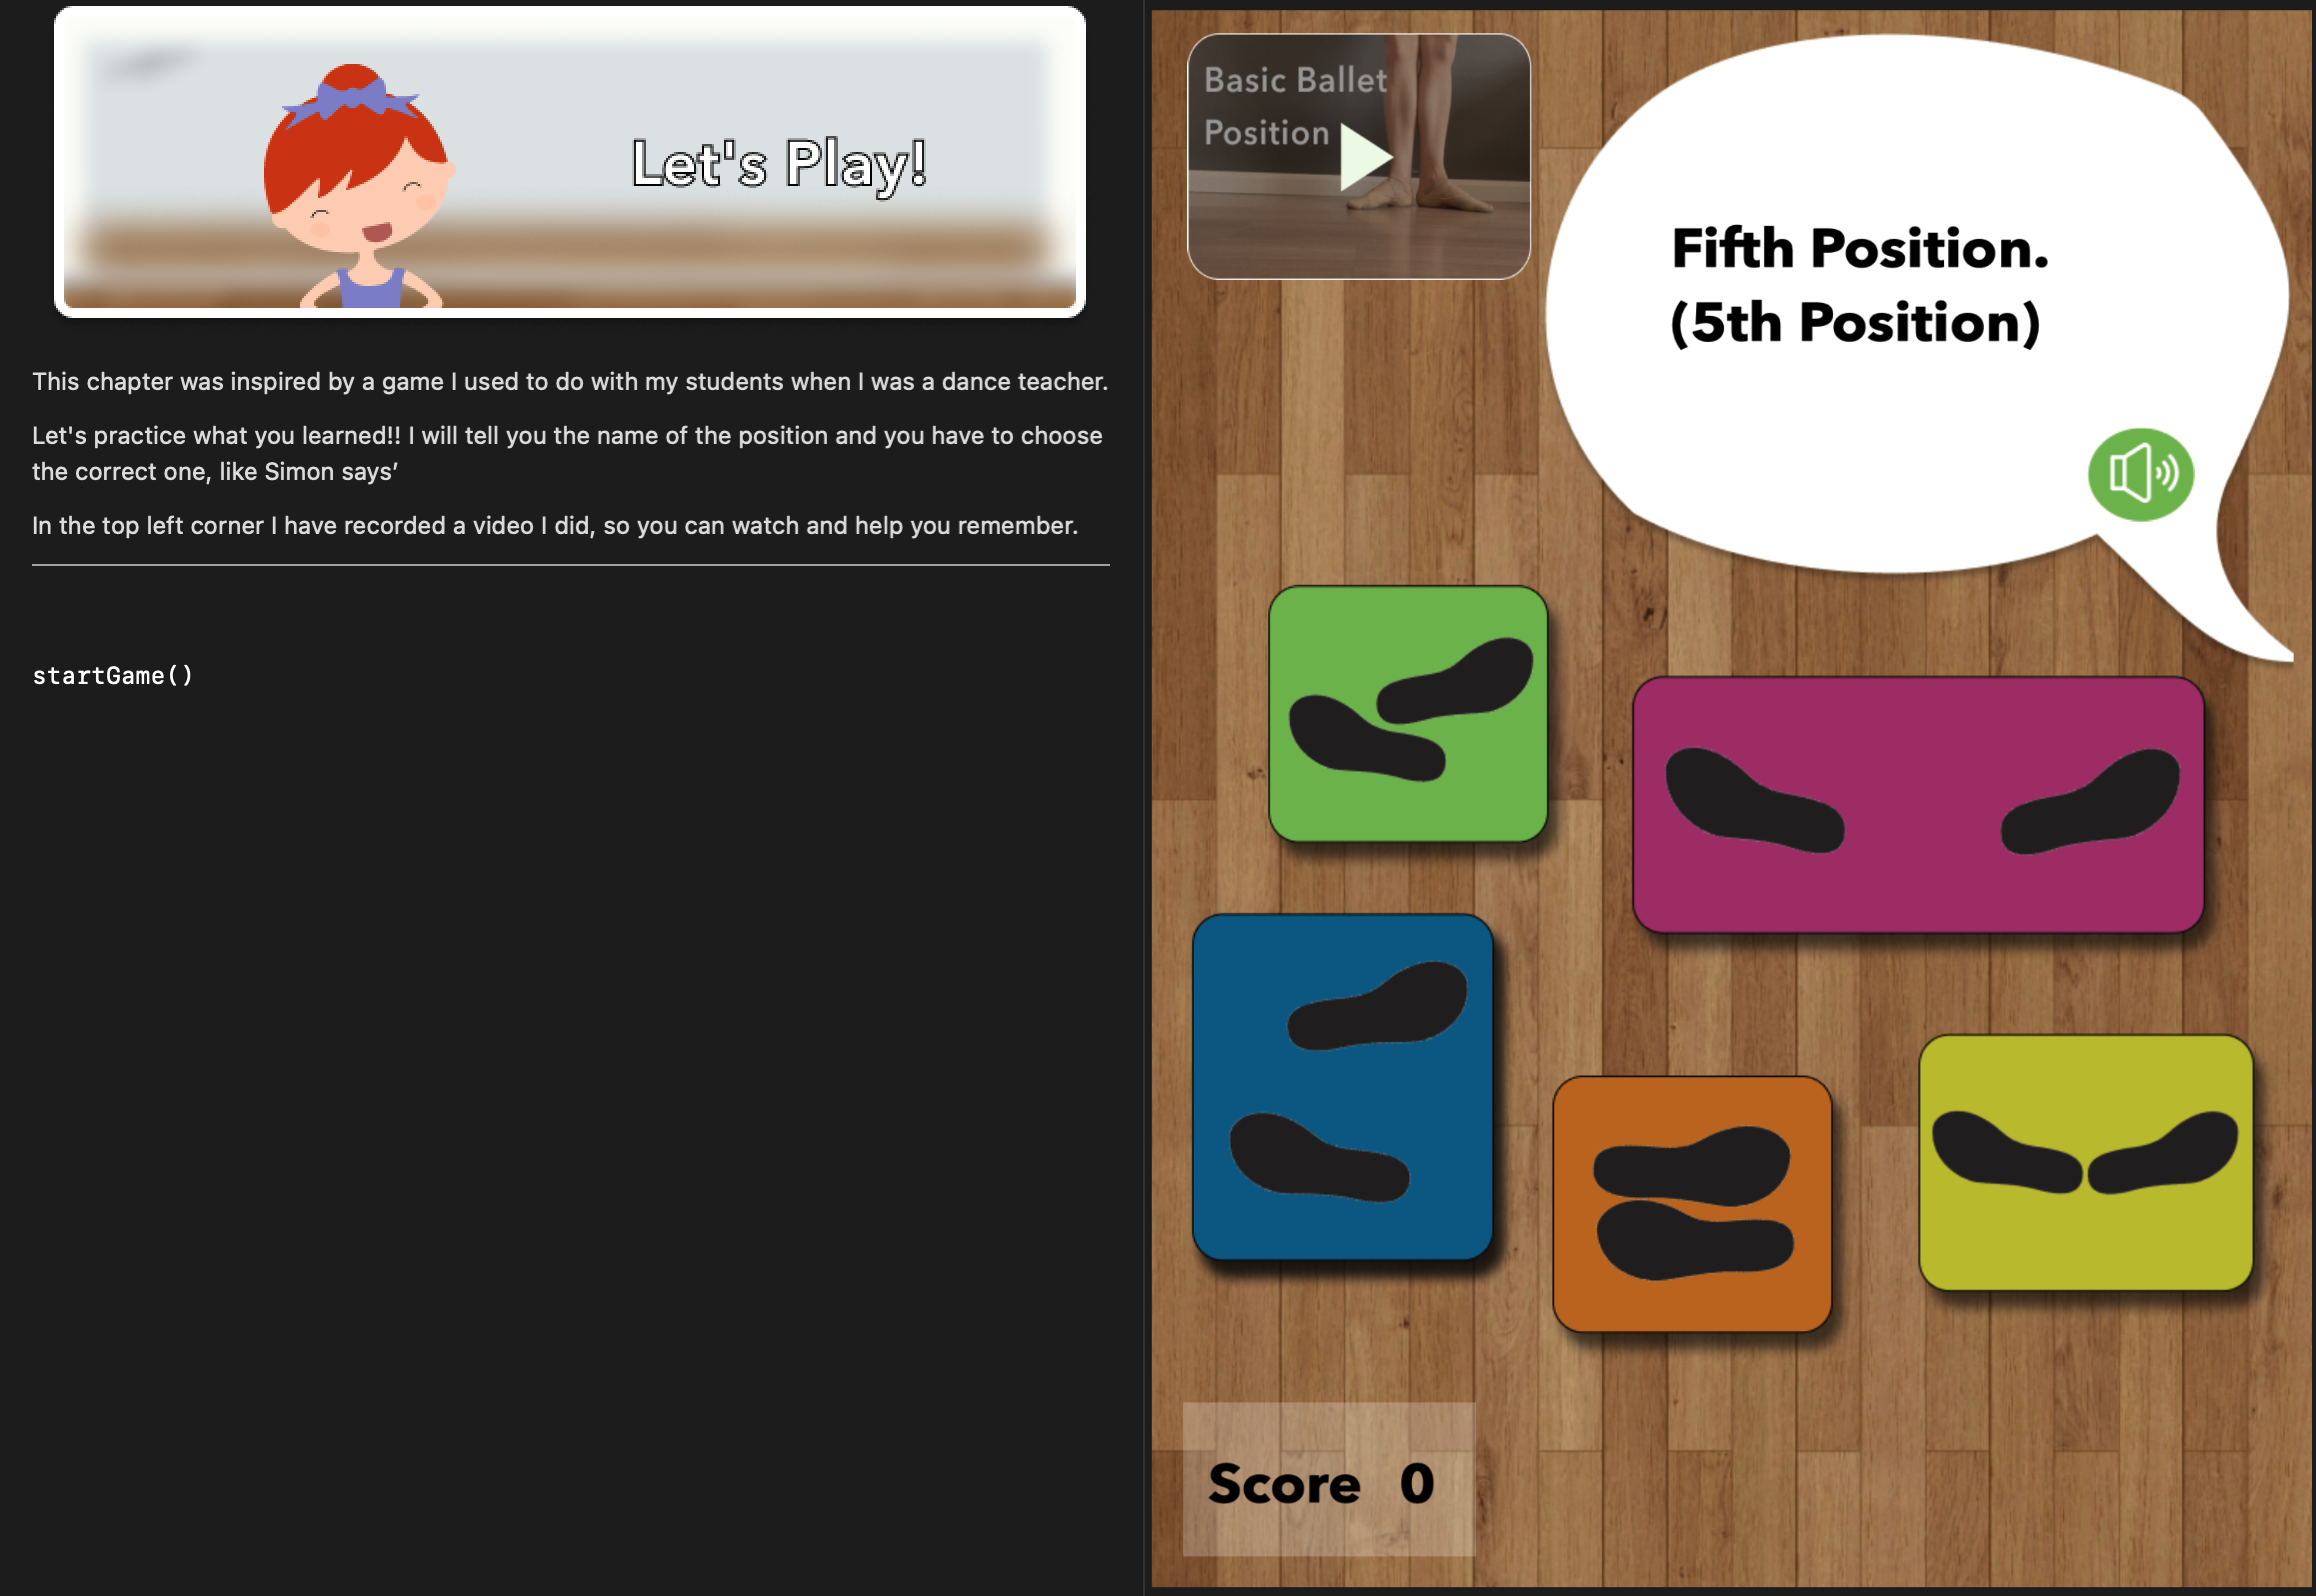 Let's Play!
This chapter was inspired by a game I used to do with my students when I was a dance teacher.
Let's practice what you learned!! I will tell you the name of the position and you have to choose
the correct one, like Simon says’
In the top left corner I have recorded a video I did, so you can watch and help you remember.
startGame()
Basic Ballet
Position
Fifth Position.
(5th Position)
Score 0